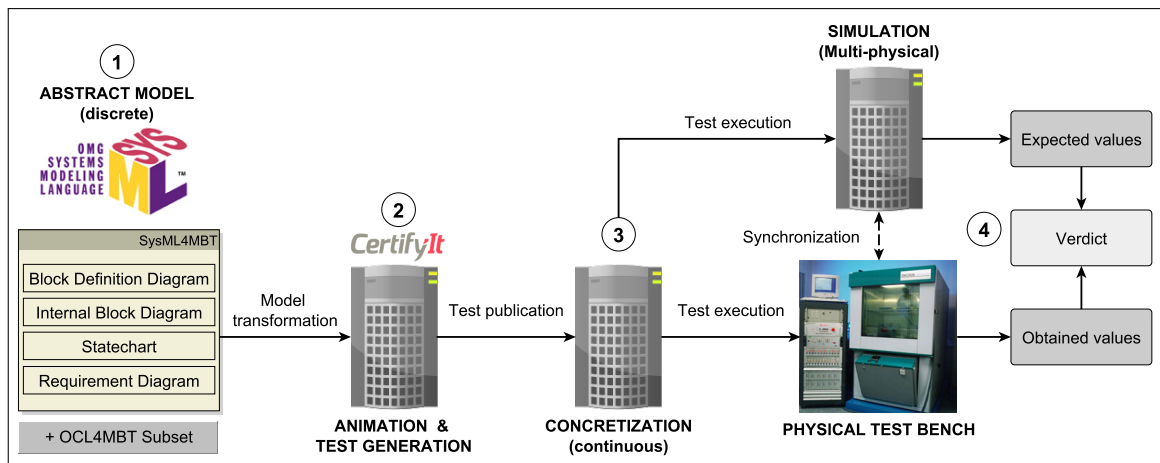 1
ABSTRACT MODEL
(discrete)
OMG
SYSTEMS
MODELING
LANGUAGE
SYS
ML
™
SysML4MBT
Block Definition Diagram
Internal Block Diagram
Statechart
Requirement Diagram
+ OCL4MBT Subset
Model
transformation
2
CertifyIt
ANIMATION &
TEST GENERATION
Test publication
3
CONCRETIZATION
(continuous)
Test execution
Test execution
SIMULATION
(Multi-physical)
Synchronization
PHYSICAL TEST BENCH
Expected values
4
Verdict
Obtained values